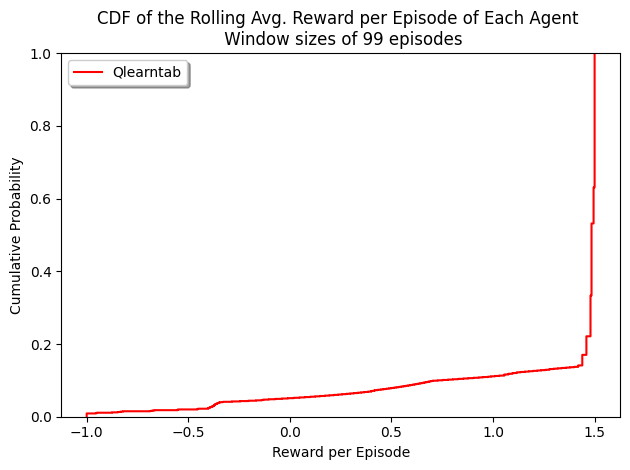 CDF of the Rolling Avg. Reward per Episode of Each Agent
Window sizes of 99 episodes
Qlearntab
1.0
0.8
0.6
0.4
0.2
0.0
Cumulative Probability
−1.0 −0.5 0.0 0.5 1.0 1.5
Reward per Episode